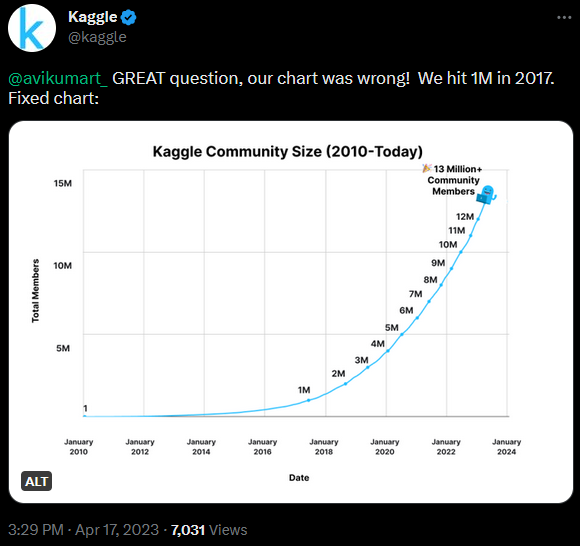 Kaggle
@kaggle
@avikumart_ GREAT question, our chart was wrong! We hit 1M in 2017.
Fixed chart:
Kaggle Community Size (2010-Today)
🎉 13 Million+
Community
Members
15M
12M
11M
10M
10M
9M
8M
7M
6M
5M
5M
4M
3M
2M
1M
1
Total Members
January
2010
January
2012
January
2014
January
2016
January
2018
January
2020
January
2022
January
2024
Date
ALT
3:29 PM · Apr 17, 2023 · 7,031 Views